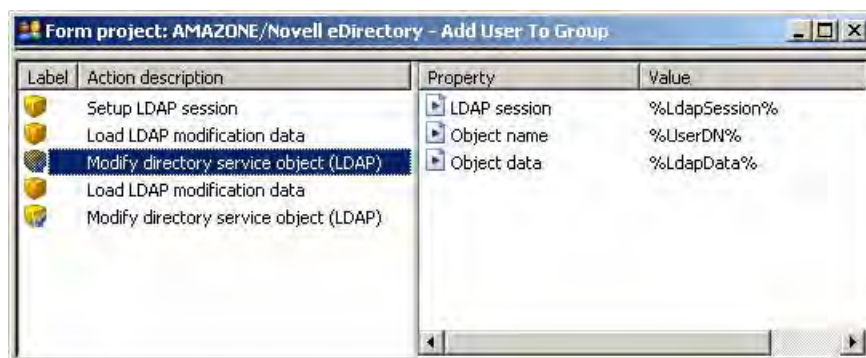 Form project: AMAZONE/Novell eDirectory - Add User To Group
Label Action description Property Value
Setup LDAP session LDAP session %LdapSession%
Load LDAP modification data Object name %UserDN%
Modify directory service object (LDAP) Object data %LdapData%
Load LDAP modification data
Modify directory service object (LDAP)